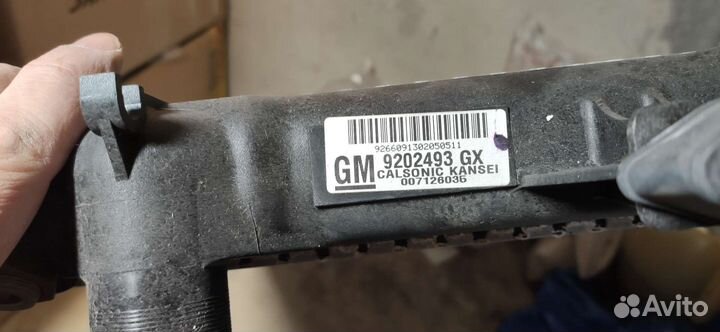 9266091302050511
GM 9202493 GX
CALSONIC KANSEI
007126036
Avito